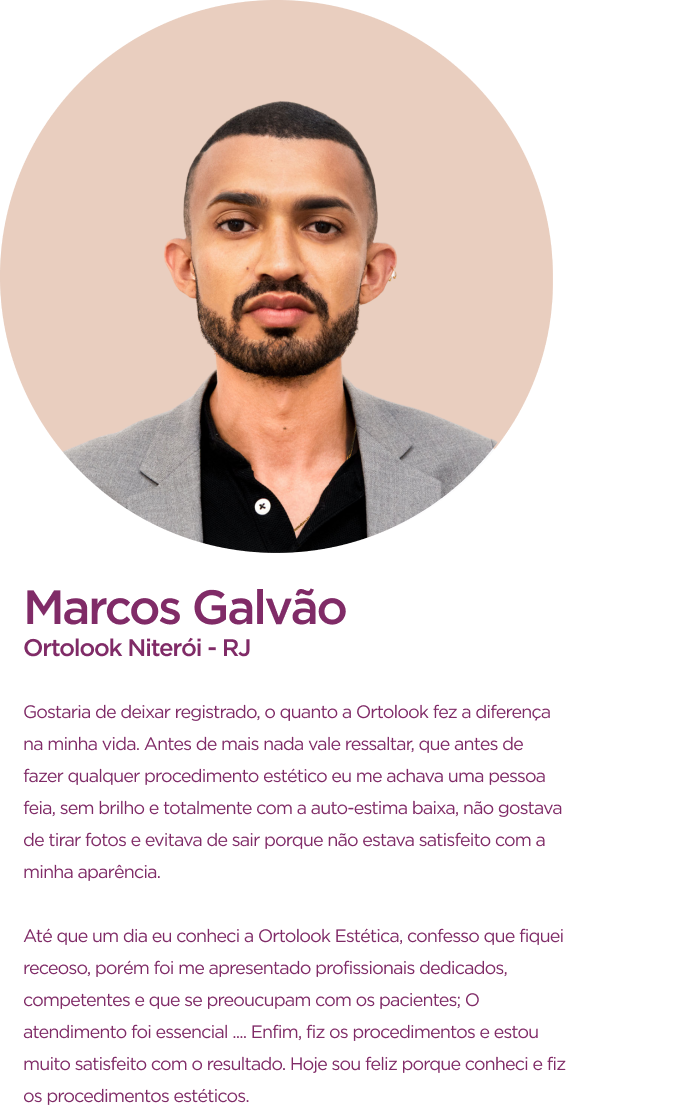 Marcos Galvão
Ortolook Niterói - RJ
Gostaria de deixar registrado, o quanto a Ortolook fez a diferença
na minha vida. Antes de mais nada vale ressaltar, que antes de
fazer qualquer procedimento estético eu me achava uma pessoa
feia, sem brilho e totalmente com a auto-estima baixa, não gostava
de tirar fotos e evitava de sair porque não estava satisfeito com a
minha aparência.
Até que um dia eu conheci a Ortolook Estética, confesso que fiquei
receoso, porém foi me apresentado profissionais dedicados,
competentes e que se preoucupam com os pacientes; O
atendimento foi essencial .... Enfim, fiz os procedimentos e estou
muito satisfeito com o resultado. Hoje sou feliz porque conheci e fiz
os procedimentos estéticos.